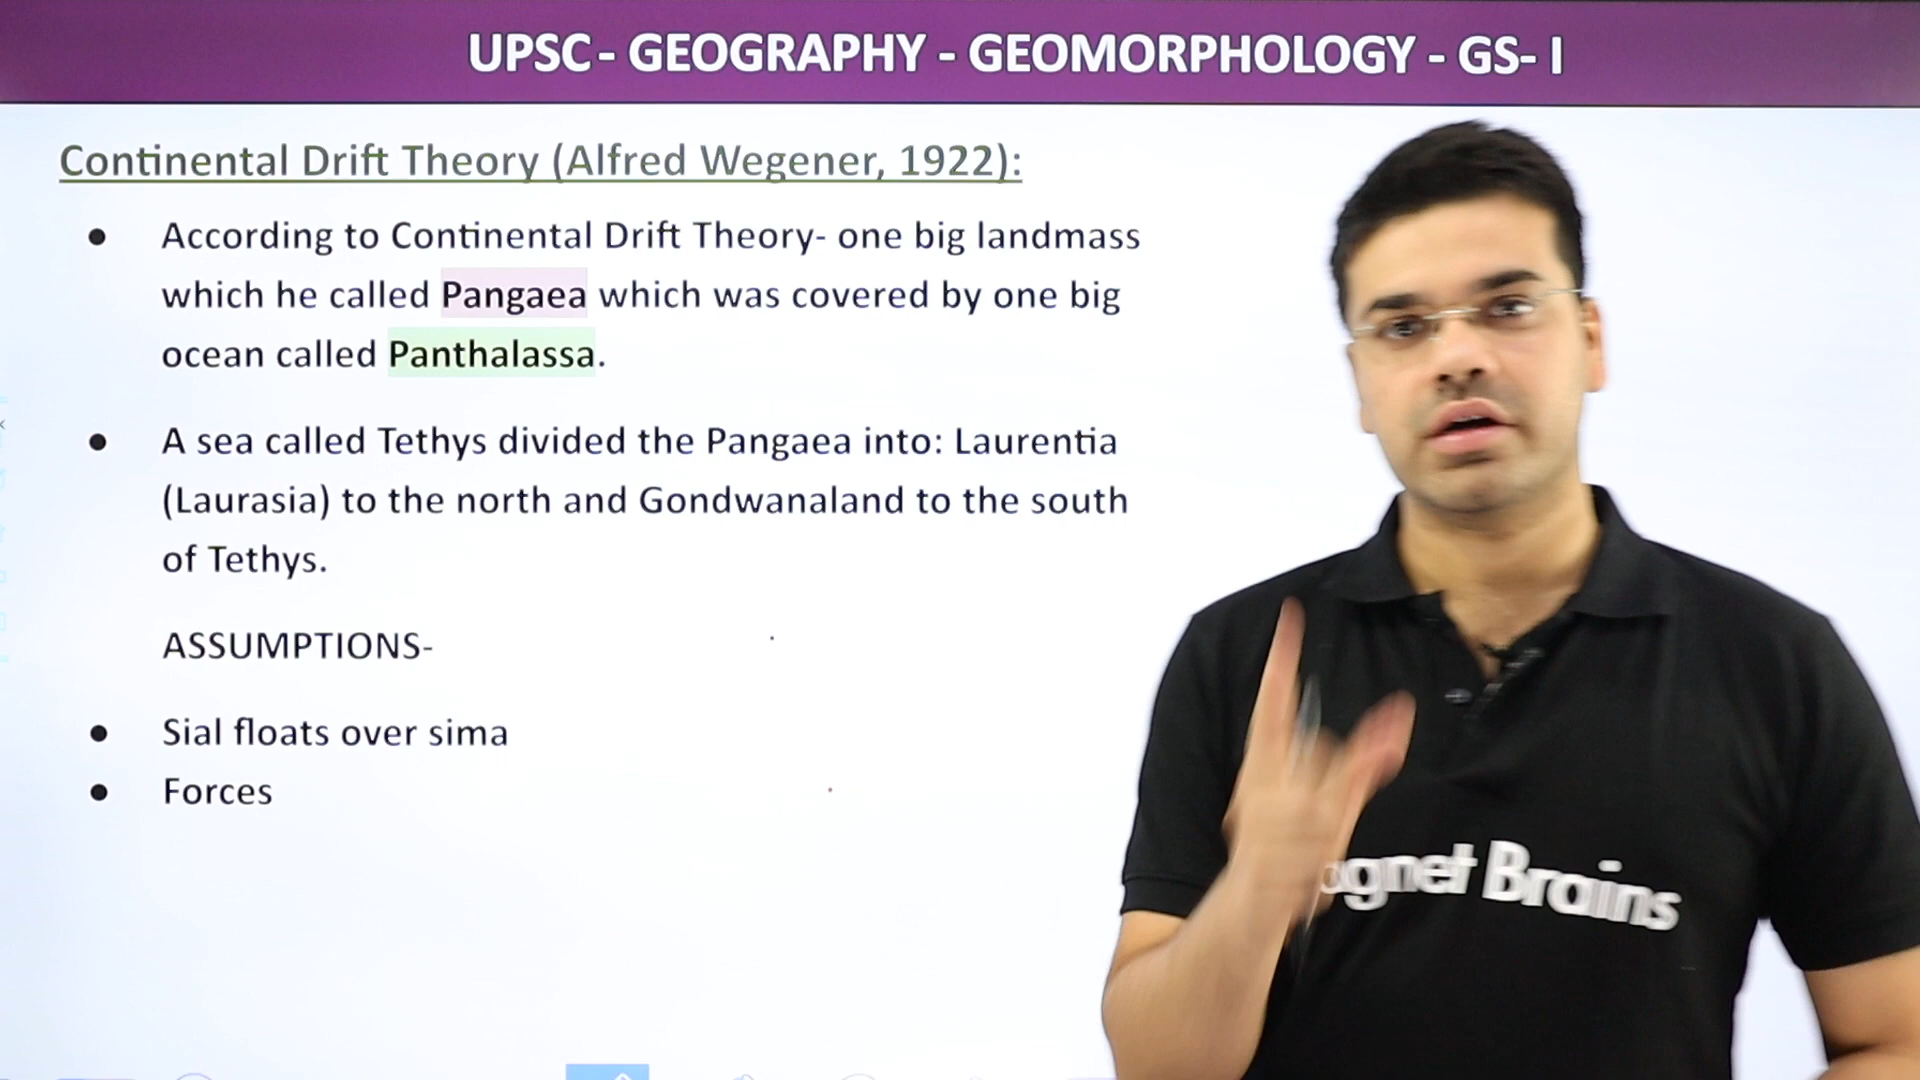 UPSC - GEOGRAPHY - GEOMORPHOLOGY - GS- I
Continental Drift Theory (Alfred Wegener, 1922):
● According to Continental Drift Theory- one big landmass
which he called Pangaea which was covered by one big
ocean called Panthalassa.
● A sea called Tethys divided the Pangaea into: Laurentia
(Laurasia) to the north and Gondwanaland to the south
of Tethys.
ASSUMPTIONS-
● Sial floats over sima
● Forces
agnet Brains